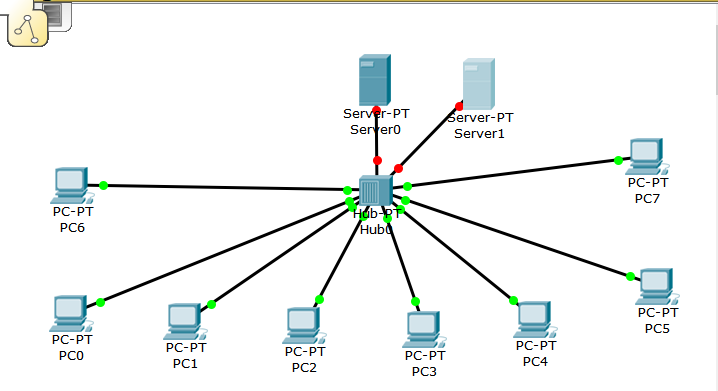 Server-PT
Server0
Server-PT
Server1
PC-PT
PC6
Hub-PT
Hub0
PC-PT
PC7
PC-PT
PC0
PC-PT
PC1
PC-PT
PC2
PC-PT
PC3
PC-PT
PC4
PC-PT
PC5